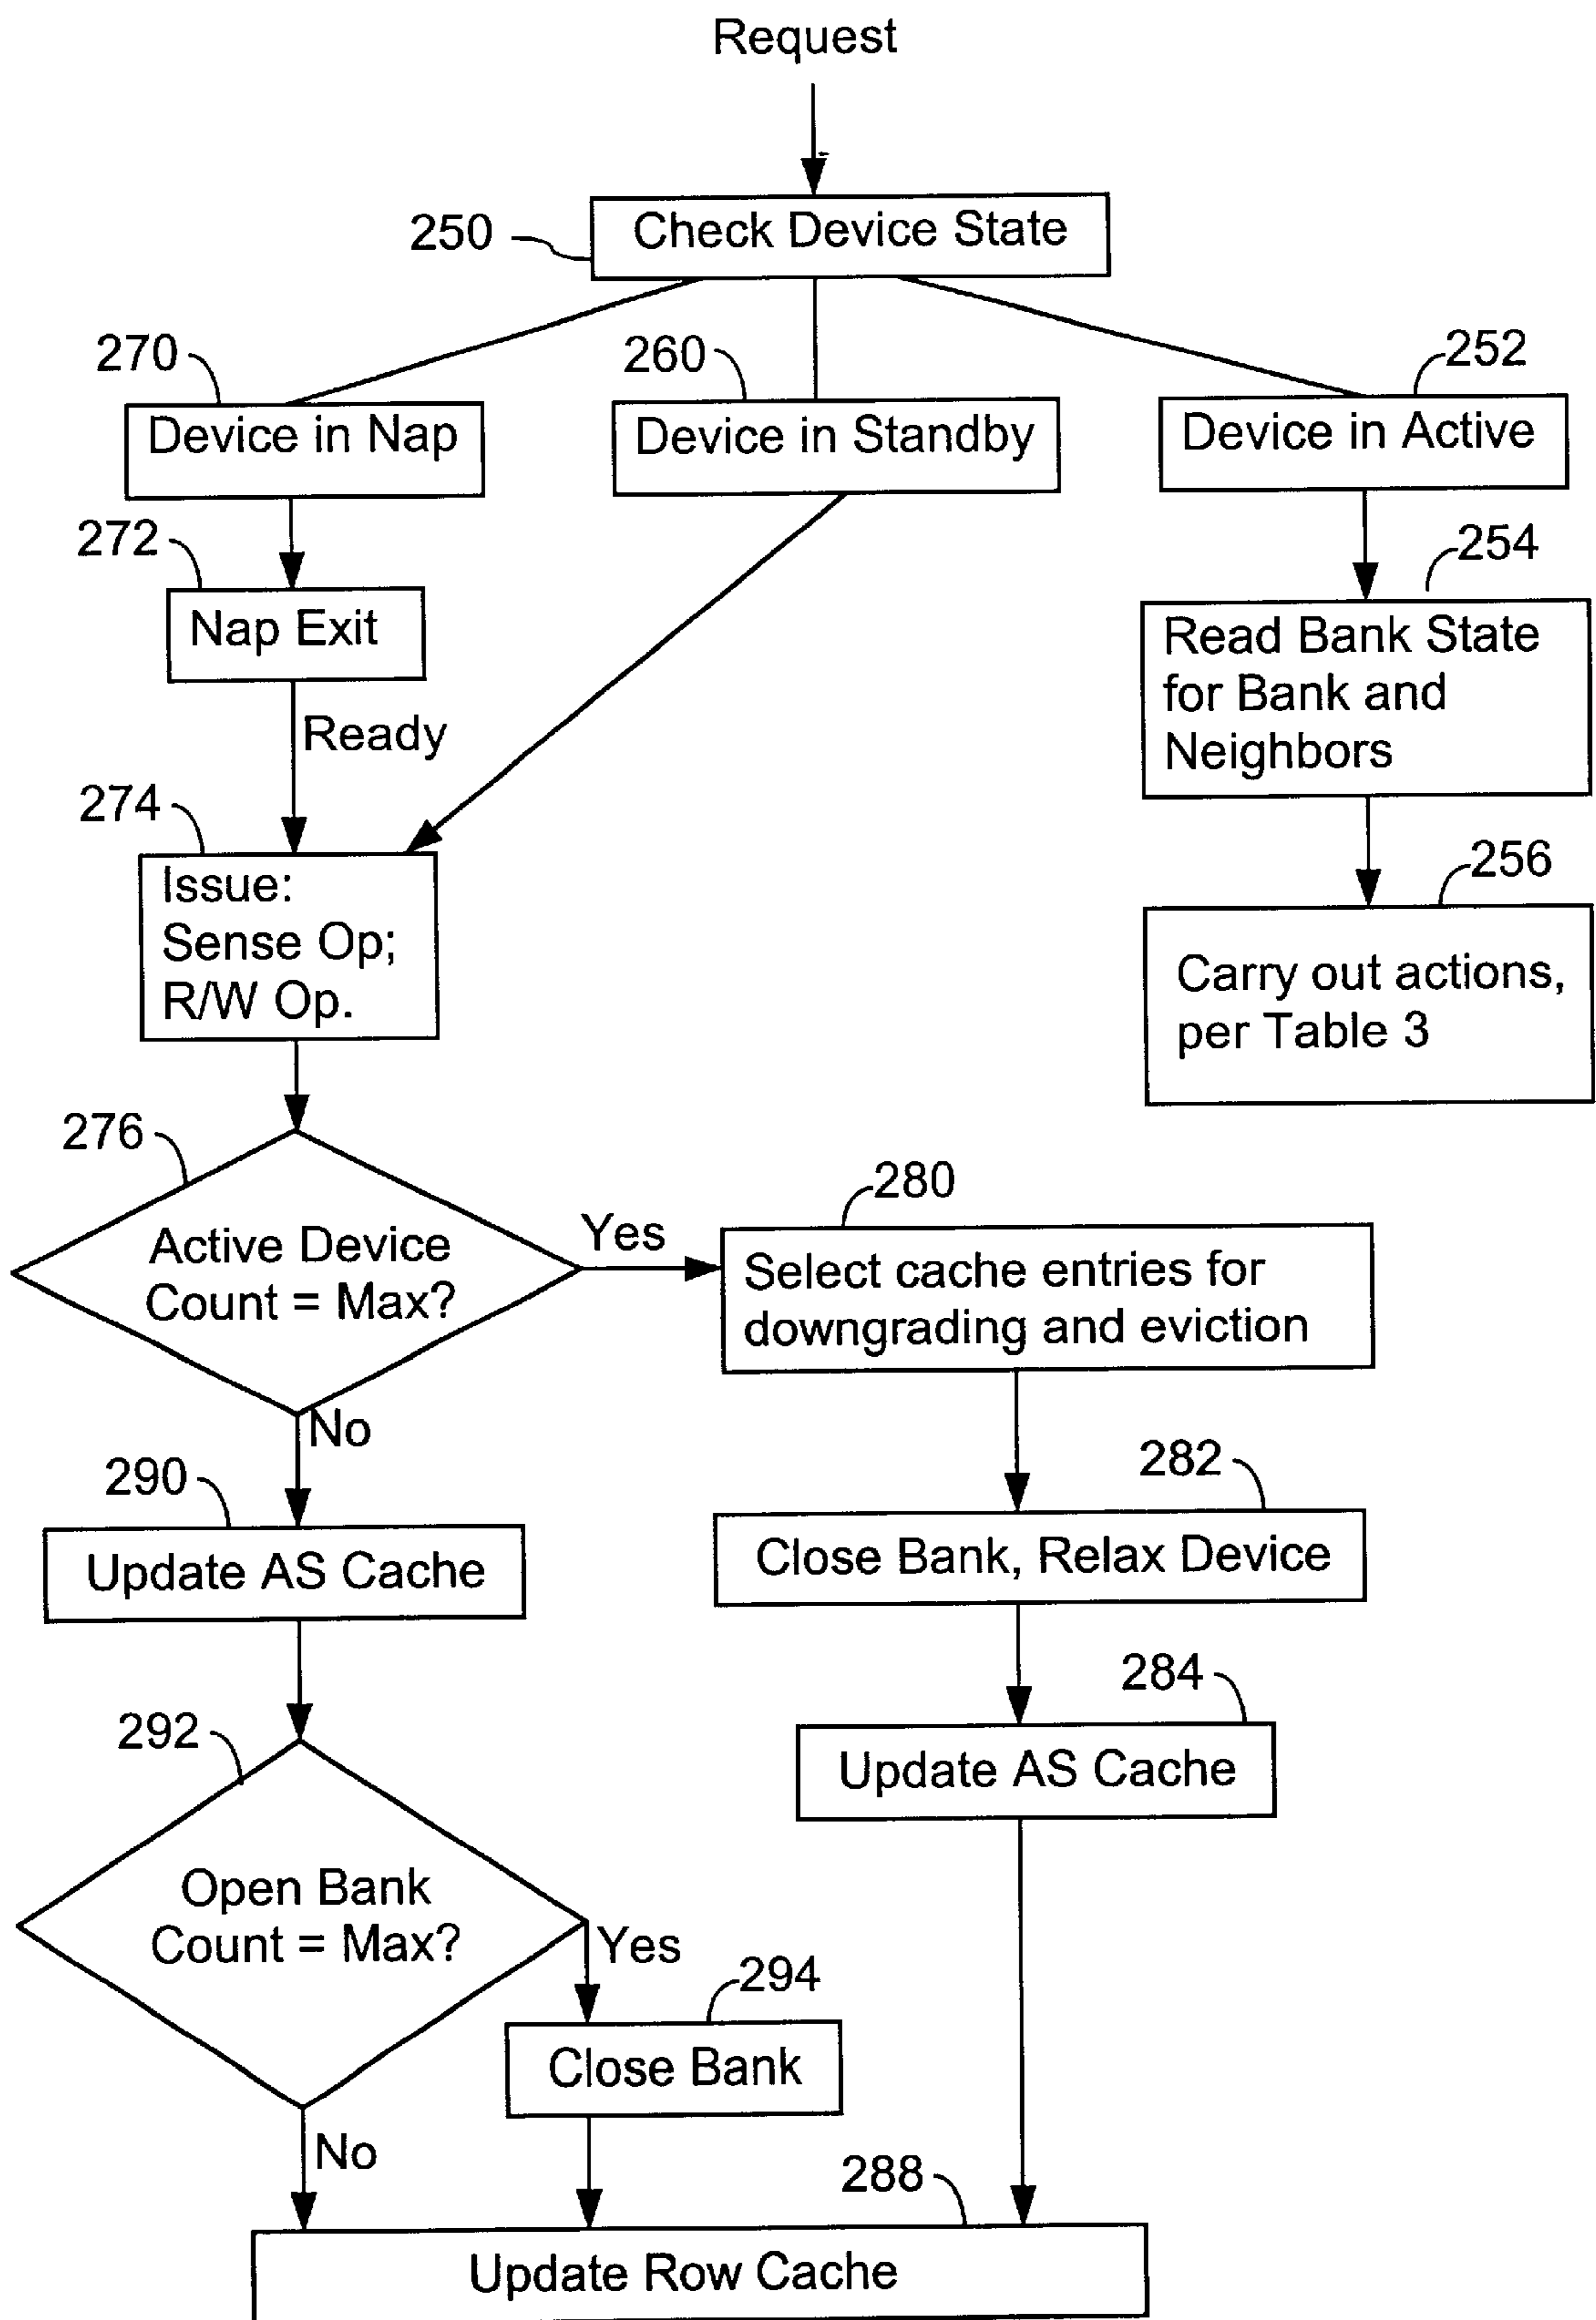 Request
250
Check Device State
270
260
252
Device in Nap
Device in Standby
Device in Active
272
254
Nap Exit
Read Bank State
for Bank and
Neighbors
Ready
274
256
Issue:
Sense Op;
R/W Op.
Carry out actions,
per Table 3
276
280
Active Device
Count = Max?
Yes
Select cache entries for
downgrading and eviction
No
290
282
Update AS Cache
Close Bank, Relax Device
292
284
Update AS Cache
Open Bank
Count = Max?
Yes
294
Close Bank
No
288
Update Row Cache